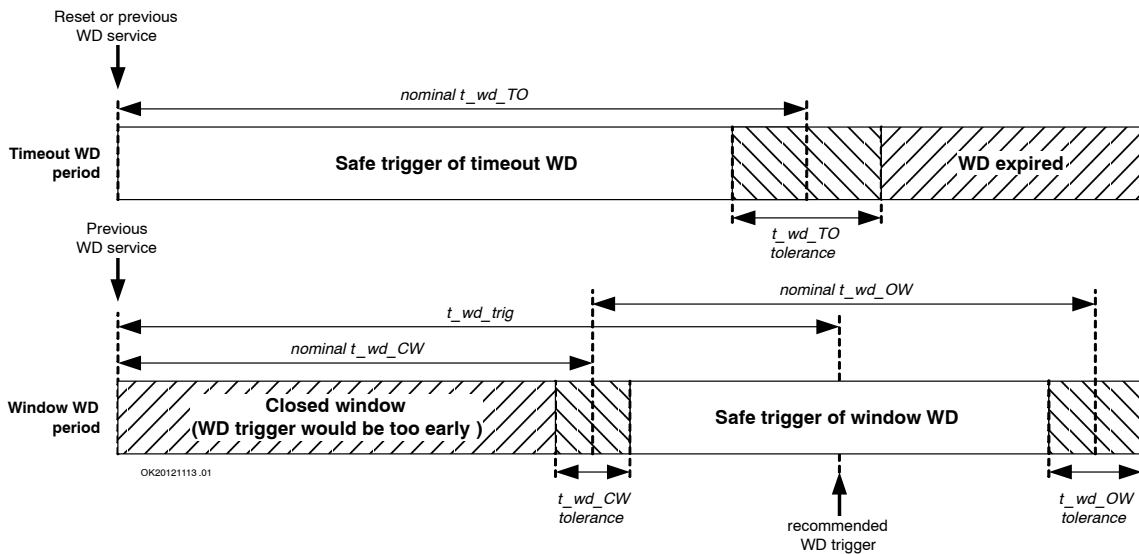 Reset or previous
WD service
nominal t_wd_TO
Timeout WD
period
Safe trigger of timeout WD
WD expired
t_wd_TO
tolerance
Previous
WD service
nominal t_wd_OW
t_wd_trig
nominal t_wd_CW
Window WD
period
Closed window
(WD trigger would be too early )
Safe trigger of window WD
OK20121113 .01
t_wd_CW
tolerance
recommended
WD trigger
t_wd_OW
tolerance